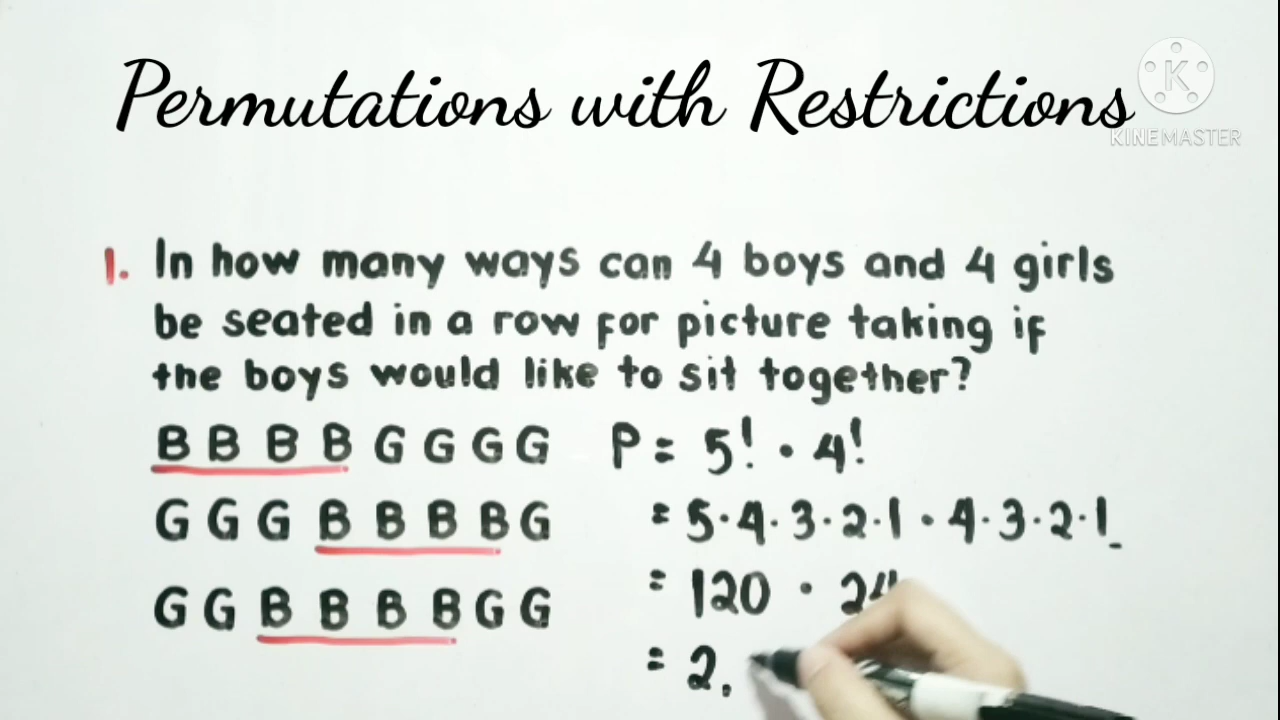 Permutations with Restrictions
K
KINEMASTER
1. In how many ways can 4 boys and 4 girls
be seated in a row for picture taking if
the boys would like to sit together?
B B B B G G G G
G G G B B B B G
G G B B B B G G
P = 5! · 4!
= 5·4·3·2·1 · 4·3·2·1
= 120 · 24
= 2,